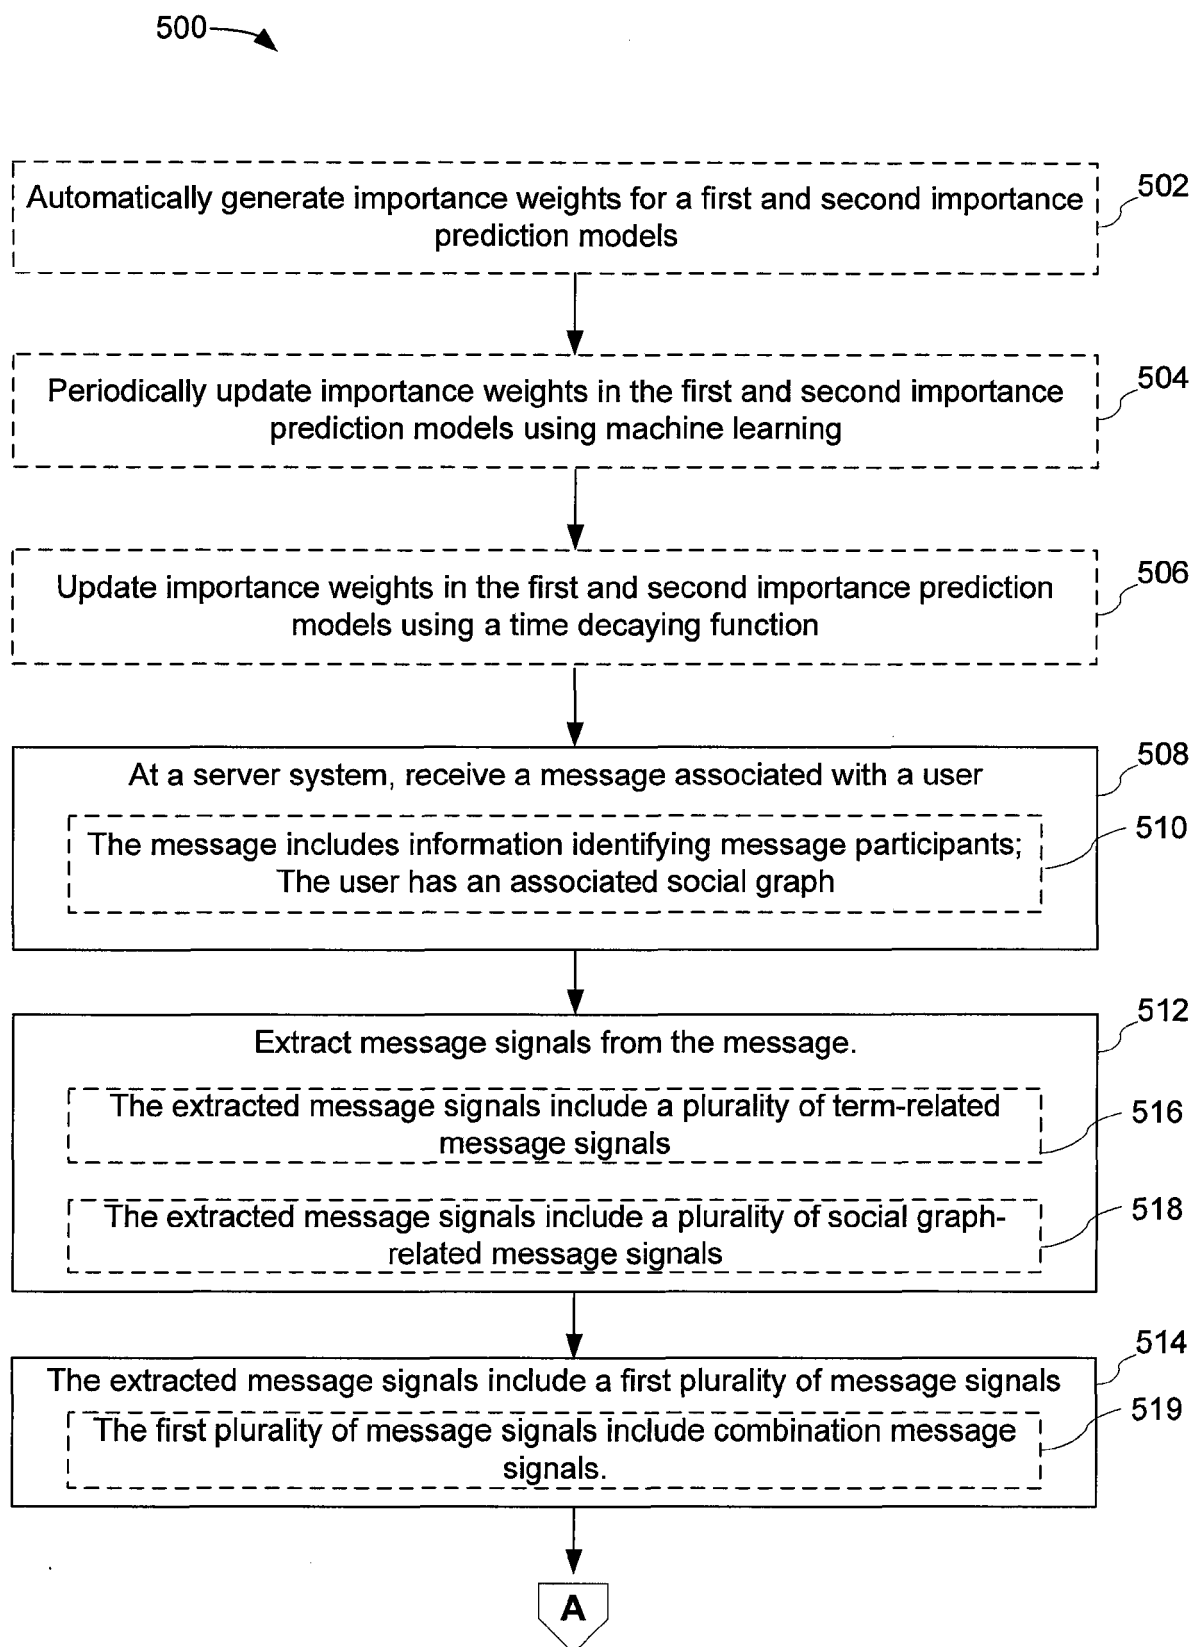 500
Automatically generate importance weights for a first and second importance
prediction models
502
Periodically update importance weights in the first and second importance
prediction models using machine learning
504
Update importance weights in the first and second importance prediction
models using a time decaying function
506
At a server system, receive a message associated with a user
508
The message includes information identifying message participants;
The user has an associated social graph
510
Extract message signals from the message.
512
The extracted message signals include a plurality of term-related
message signals
516
The extracted message signals include a plurality of social graph-
related message signals
518
The extracted message signals include a first plurality of message signals
514
The first plurality of message signals include combination message
signals.
519
A